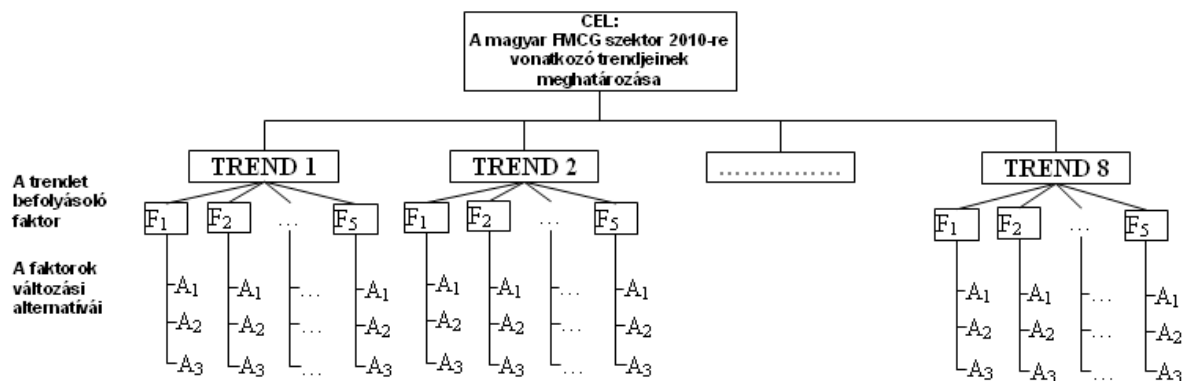 CEL:
A magyar FMCG szektor 2010-re
vonatkozó trendjeinek
meghatározása
TREND 1 TREND 2 …………… TREND 8
A trendet
befolyásoló
faktor
F₁ F₂ … F₅ F₁ F₂ … F₅ F₁ F₂ … F₅
A faktorok
változási
alternatívái
A₁ A₁ … A₁ A₁ A₁ … A₁ A₁ A₁ … A₁
A₂ A₂ … A₂ A₂ A₂ … A₂ A₂ A₂ … A₂
A₃ A₃ … A₃ A₃ A₃ … A₃ A₃ A₃ … A₃